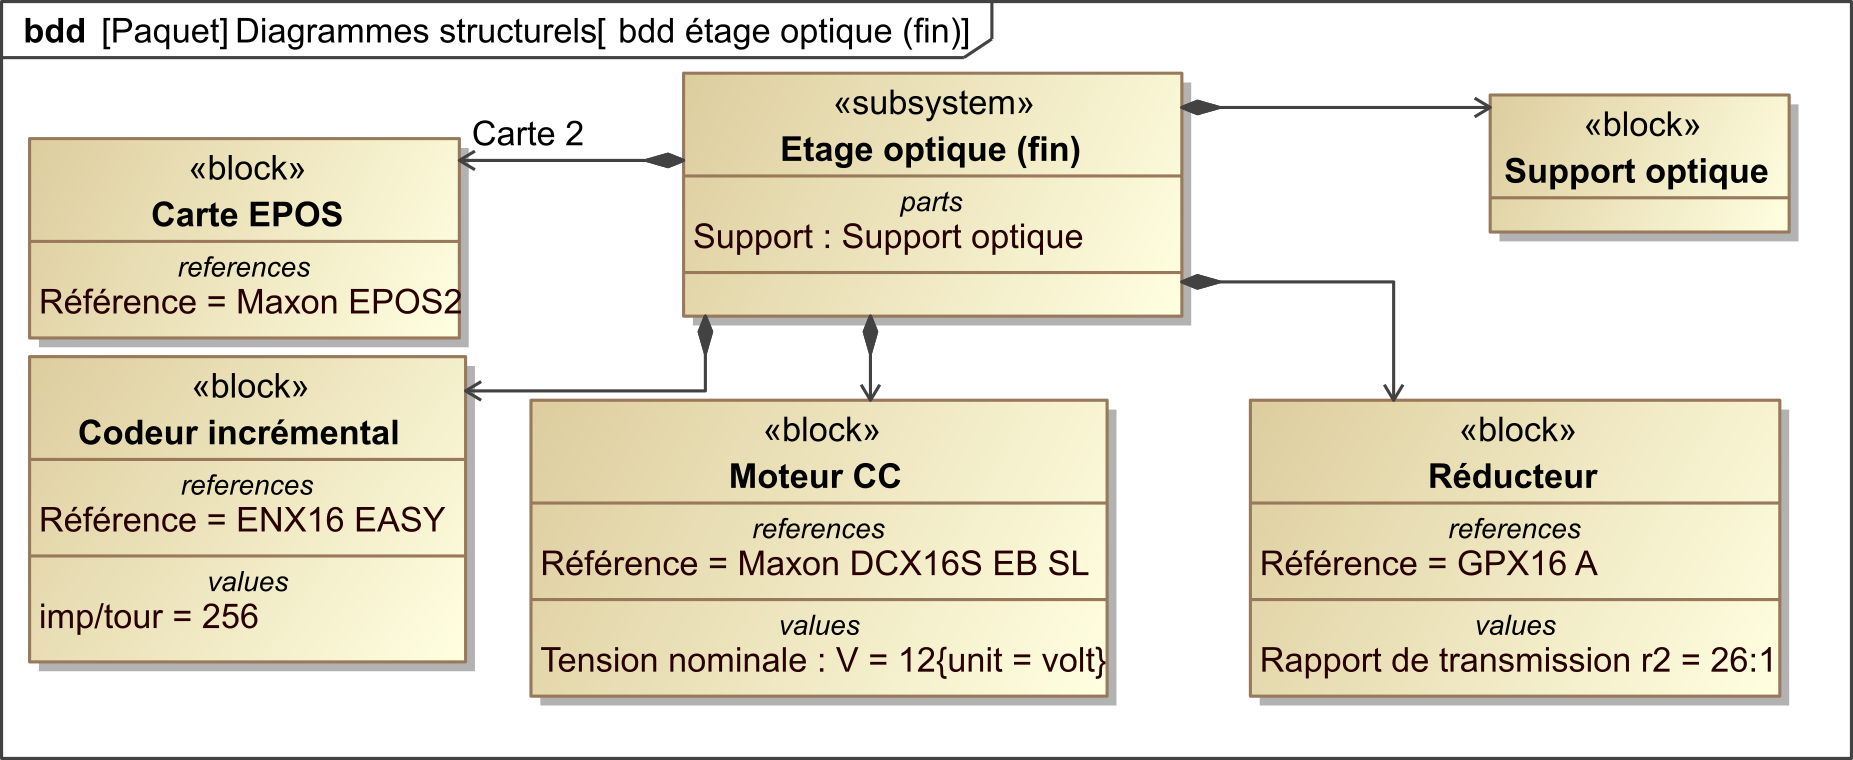 bdd [Paquet] Diagrammes structurels[ bdd étage optique (fin)]
«subsystem»
Etage optique (fin)
parts
Support : Support optique
«block»
Support optique
Carte 2
«block»
Carte EPOS
references
Référence = Maxon EPOS2
«block»
Codeur incrémental
references
Référence = ENX16 EASY
values
imp/tour = 256
«block»
Moteur CC
references
Référence = Maxon DCX16S EB SL
values
Tension nominale : V = 12{unit = volt}
«block»
Réducteur
references
Référence = GPX16 A
values
Rapport de transmission r2 = 26:1